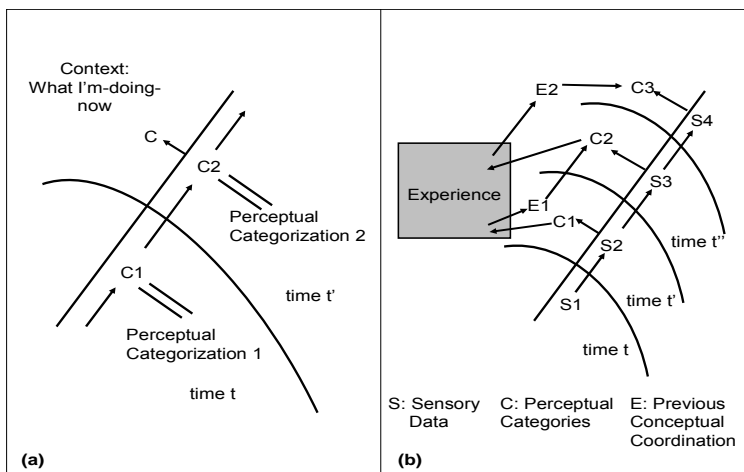 Context:
What I'm-doing-
now
C
C2
Perceptual
Categorization 2
C1
time t'
Perceptual
Categorization 1
time t
(a)
E2
C3
S4
C2
Experience
S3
E1
C1
S2
time t''
S1
time t'
time t
S: Sensory
Data
C: Perceptual
Categories
E: Previous
Conceptual
Coordination
(b)